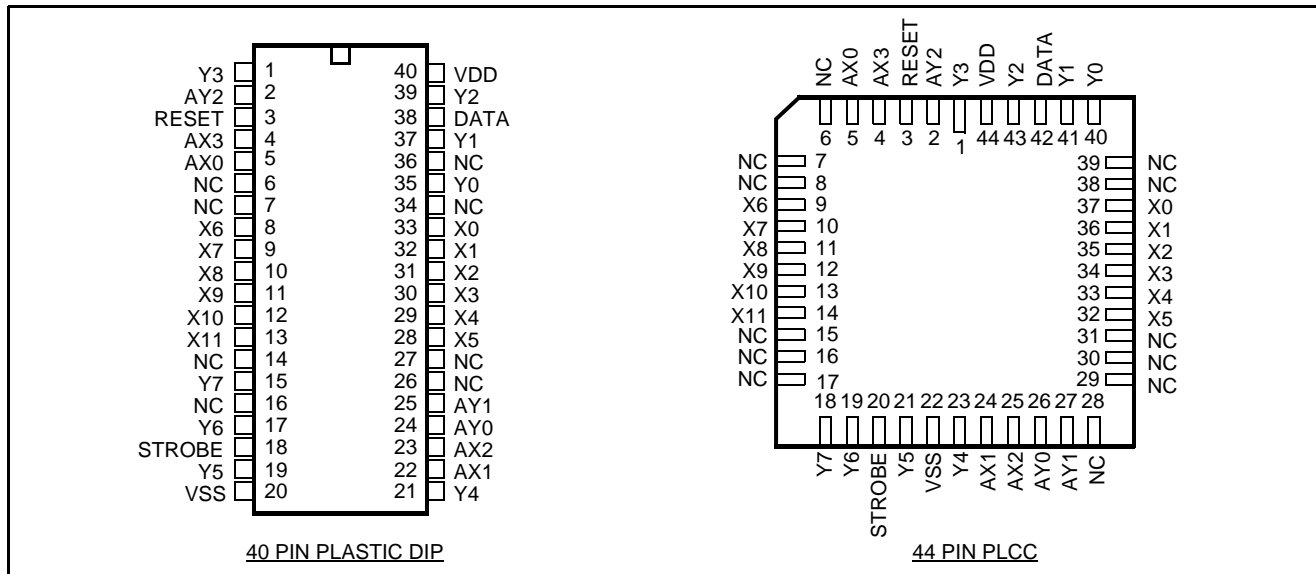 Y3 1 40 VDD
AY2 2 39 Y2
RESET 3 38 DATA
AX3 4 37 Y1
AX0 5 36 NC
NC 6 35 Y0
NC 7 34 NC
X6 8 33 X0
X7 9 32 X1
X8 10 31 X2
X9 11 30 X3
X10 12 29 X4
X11 13 28 X5
NC 14 27 NC
Y7 15 26 NC
NC 16 25 AY1
Y6 17 24 AY0
STROBE 18 23 AX2
Y5 19 22 AX1
VSS 20 21 Y4
40 PIN PLASTIC DIP
NC AX0 AX3 RESET AY2 Y3 VDD Y2 DATA Y1 Y0
6 5 4 3 2 1 44 43 42 41 40
NC 7 39 NC
NC 8 38 NC
X6 9 37 X0
X7 10 36 X1
X8 11 35 X2
X9 12 34 X3
X10 13 33 X4
X11 14 32 X5
NC 15 31 NC
NC 16 30 NC
NC 17 29 NC
18 19 20 21 22 23 24 25 26 27 28
Y7 Y6 STROBE Y5 VSS Y4 AX1 AX2 AY0 AY1 NC
44 PIN PLCC